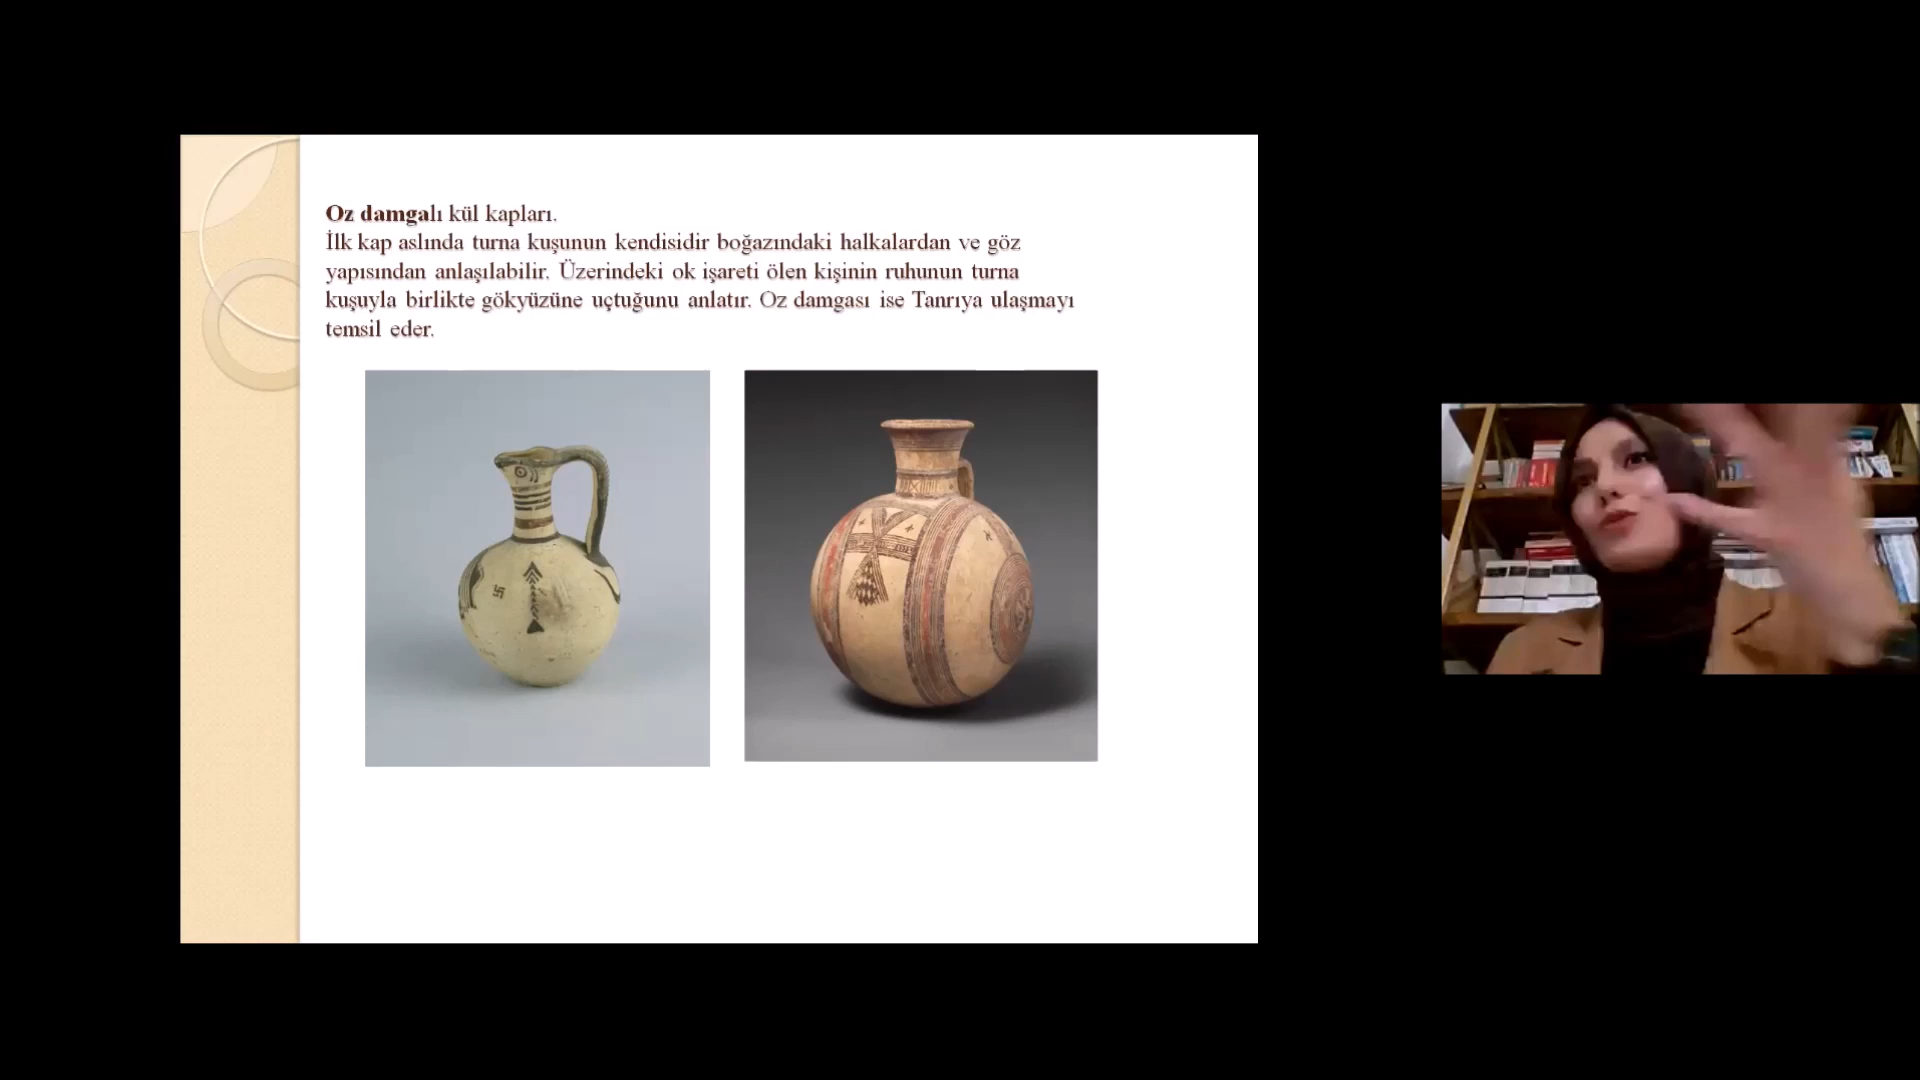 Oz damgalı kül kapları.
İlk kap aslında turna kuşunun kendisidir boğazındaki halkalardan ve göz
yapısından anlaşılabilir. Üzerindeki ok işareti ölen kişinin ruhunun turna
kuşuyla birlikte gökyüzüne uçtuğunu anlatır. Oz damgası ise Tanrıya ulaşmayı
temsil eder.